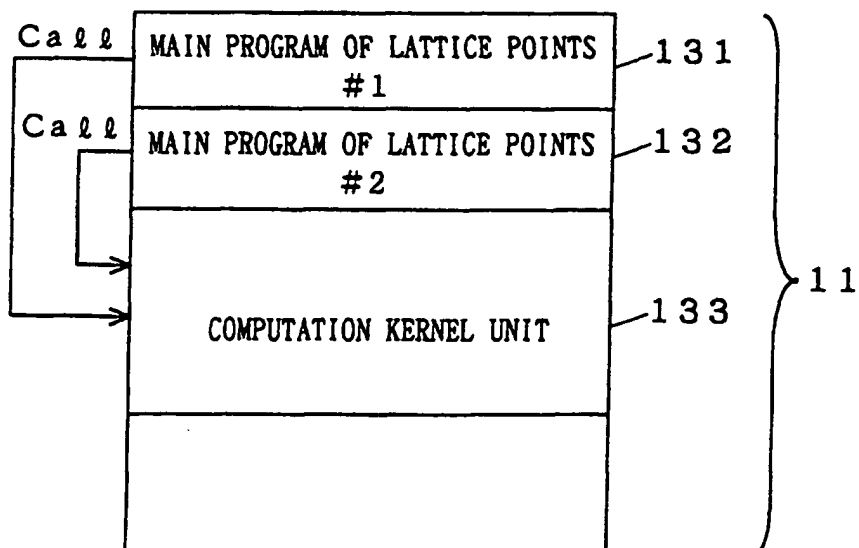 Call
MAIN PROGRAM OF LATTICE POINTS
#1
131
Call
MAIN PROGRAM OF LATTICE POINTS
#2
132
COMPUTATION KERNEL UNIT
133
11